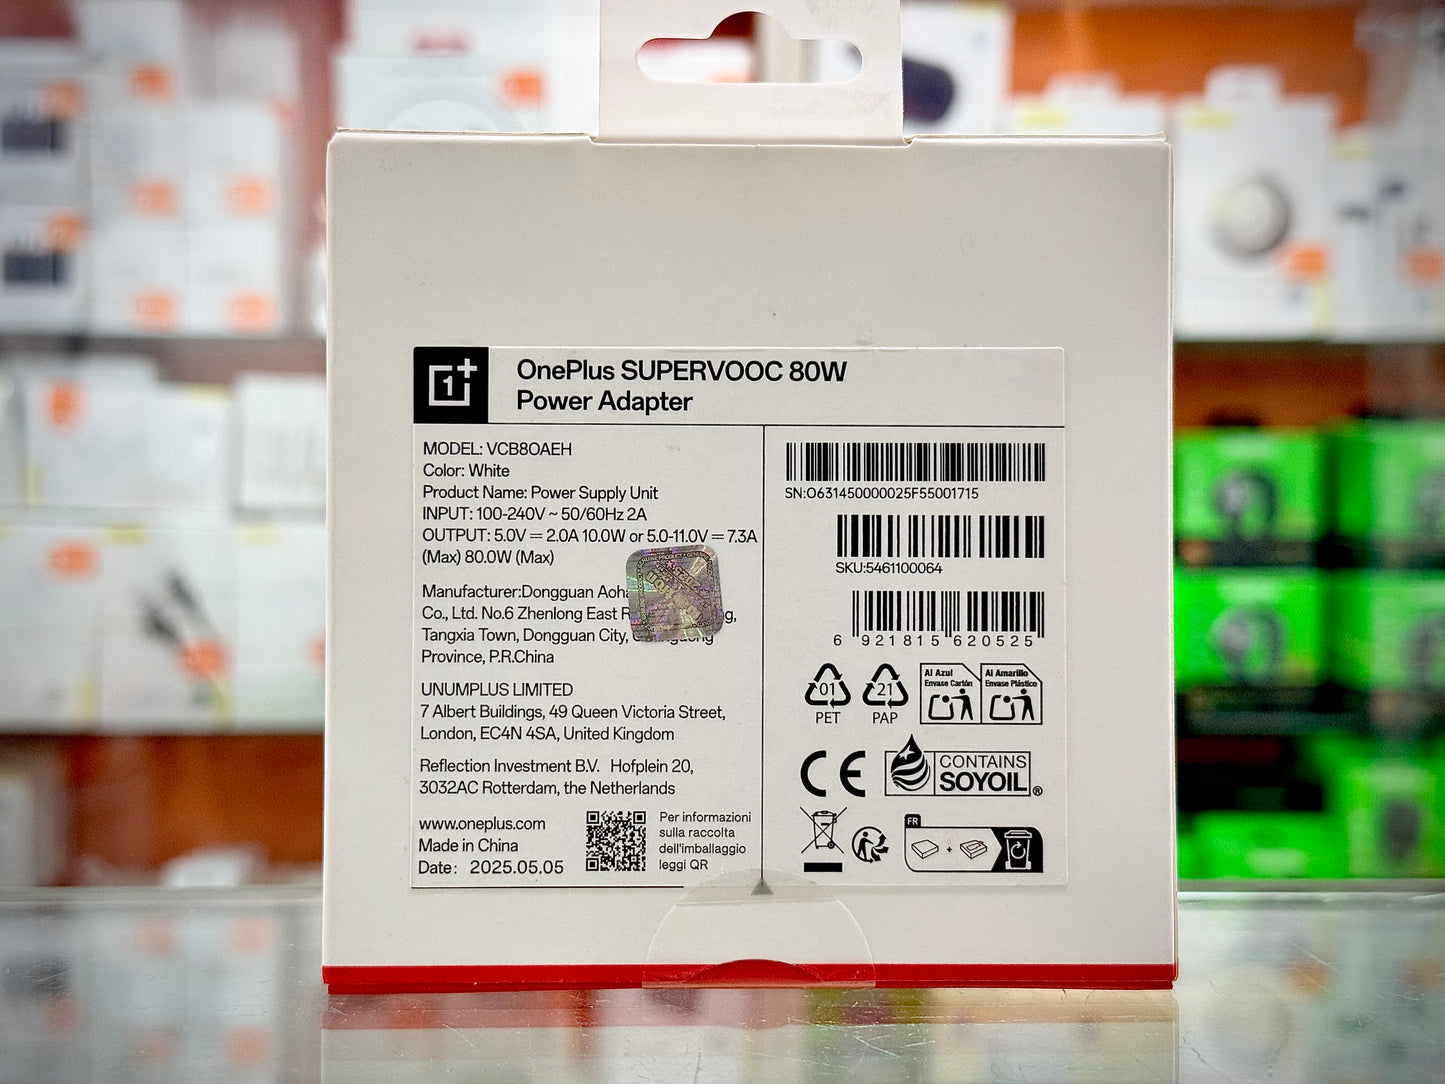 OnePlus SUPERVOOC 80W
Power Adapter
MODEL: VCB8OAEH
Color: White
Product Name: Power Supply Unit
INPUT: 100-240V ~ 50/60Hz 2A
OUTPUT: 5.0V ⎓ 2.0A 10.0W or 5.0-11.0V ⎓ 7.3A
(Max) 80.0W (Max)
Manufacturer:Dongguan
Co., Ltd. No.6 Zhenlong East
Tangxia Town, Dongguan City,
Province, P.R.China
UNUMPLUS LIMITED
7 Albert Buildings, 49 Queen Victoria Street,
London, EC4N 4SA, United Kingdom
Reflection Investment B.V. Hofplein 20,
3032AC Rotterdam, the Netherlands
www.oneplus.com
Made in China
Date: 2025.05.05
Per informazioni
sulla raccolta
dell'imballaggio
leggi QR
SN:O631450000025F55001715
SKU:5461100064
6 921815 620525
01
PET
21
PAP
Al Azul
Envase Cartón
Al Amarillo
Envase Plástico
CE
CONTAINS
SOYOIL®
FR